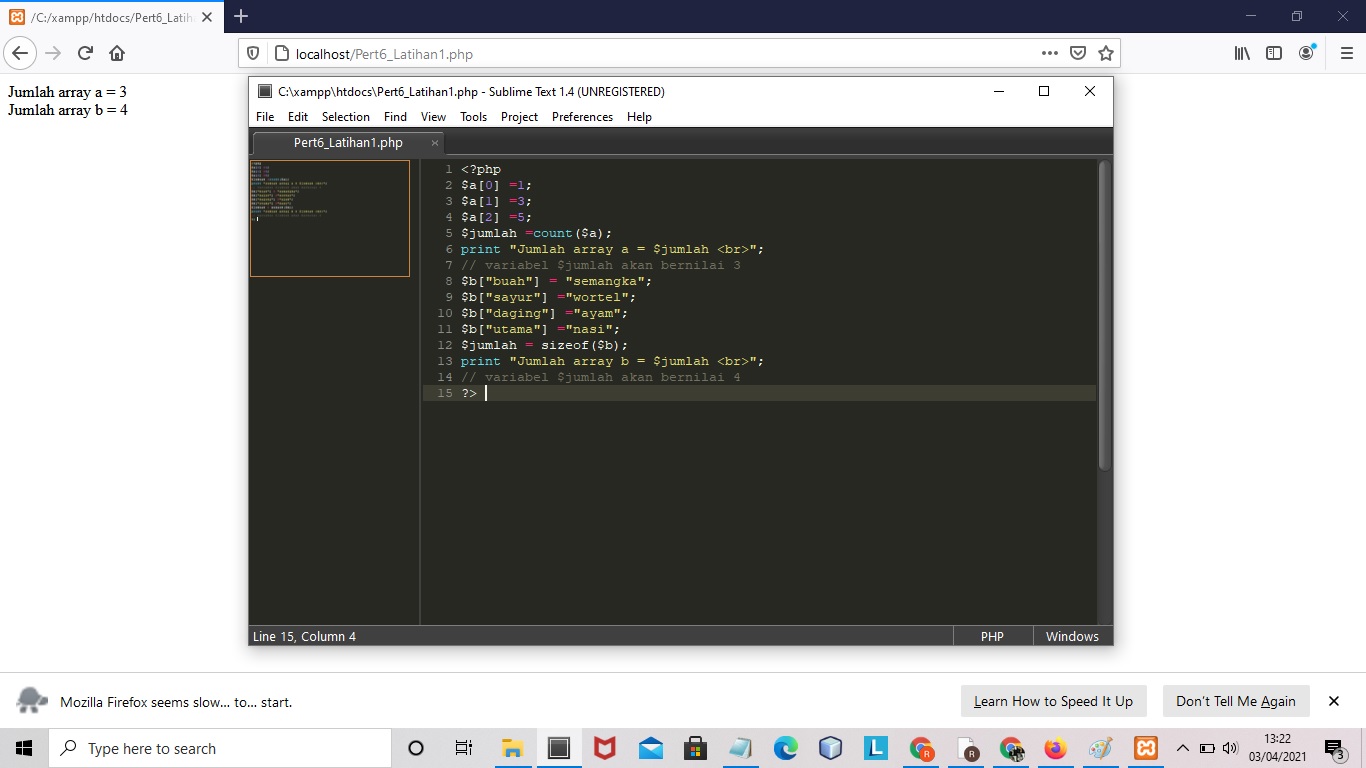 /C:/xampp/htdocs/Pert6_Latih
localhost/Pert6_Latihan1.php
Jumlah array a = 3
Jumlah array b = 4
C:\xampp\htdocs\Pert6_Latihan1.php - Sublime Text 1.4 (UNREGISTERED)
File Edit Selection Find View Tools Project Preferences Help
Pert6_Latihan1.php
1 <?php
2 $a[0] =1;
3 $a[1] =3;
4 $a[2] =5;
5 $jumlah =count($a);
6 print "Jumlah array a = $jumlah <br>";
7 // variabel $jumlah akan bernilai 3
8 $b["buah"] = "semangka";
9 $b["sayur"] ="wortel";
10 $b["daging"] ="ayam";
11 $b["utama"] ="nasi";
12 $jumlah = sizeof($b);
13 print "Jumlah array b = $jumlah <br>";
14 // variabel $jumlah akan bernilai 4
15 ?>
Line 15, Column 4 PHP Windows
Mozilla Firefox seems slow... to... start. Learn How to Speed It Up Don't Tell Me Again
Type here to search L R R 13:22
03/04/2021 3